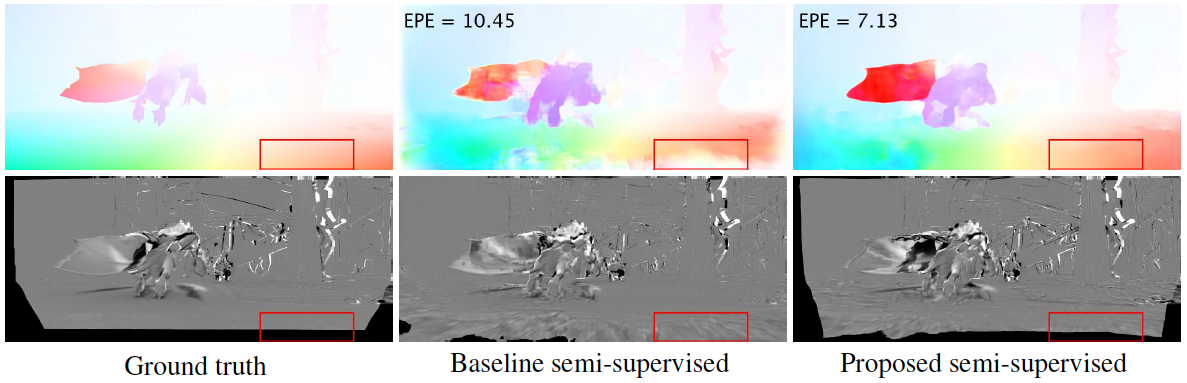 EPE = 10.45
EPE = 7.13
Ground truth
Baseline semi-supervised
Proposed semi-supervised